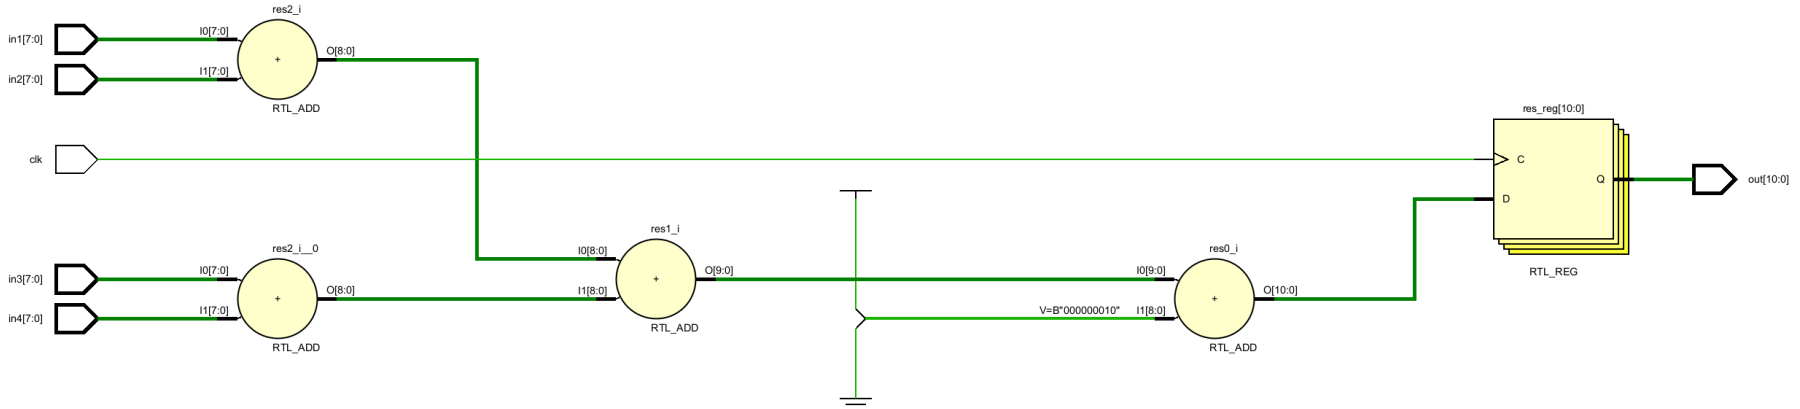 res2_i
in1[7:0]
I0[7:0]
O[8:0]
+
in2[7:0]
I1[7:0]
RTL_ADD
res_reg[10:0]
clk
C
Q
out[10:0]
D
res1_i
res2_i__0
I0[8:0]
res0_i
in3[7:0]
I0[7:0]
O[8:0]
+
I1[8:0]
+
O[9:0]
I0[9:0]
O[10:0]
+
RTL_REG
in4[7:0]
I1[7:0]
V=B"000000010"
I1[8:0]
RTL_ADD
RTL_ADD
RTL_ADD